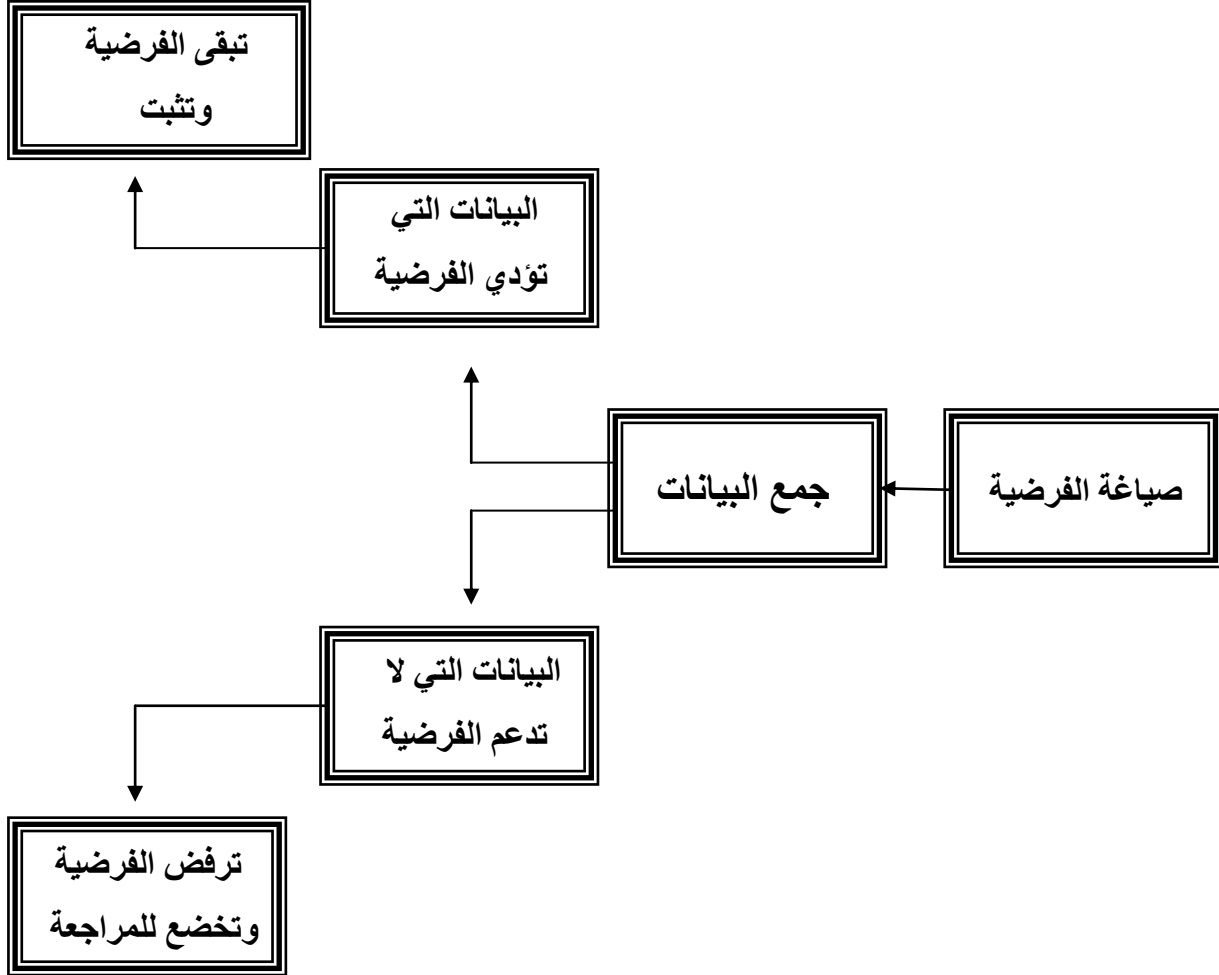 تبقى الفرضية
وتثبت
البيانات التي
تؤدي الفرضية
جمع البيانات
صياغة الفرضية
البيانات التي لا
تدعم الفرضية
ترفض الفرضية
وتخضع للمراجعة